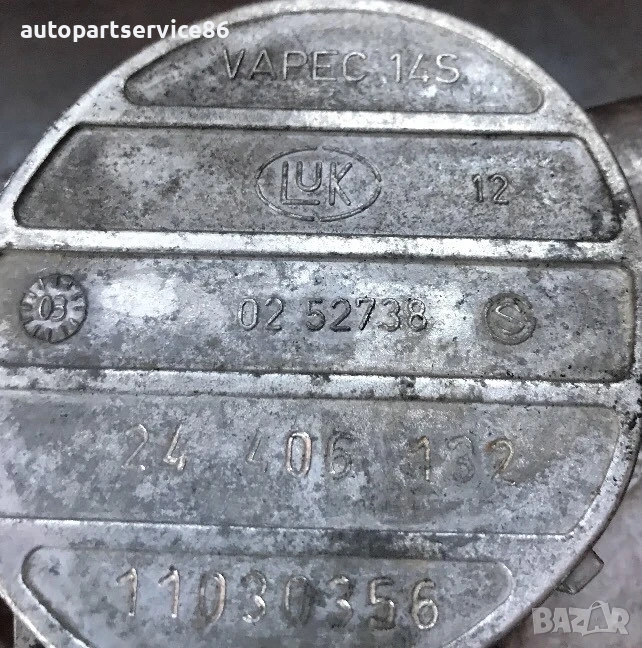 autopartservice86
VAPEC 14S
LUK 12
03 02 52738
24 406 132
11030356
BAZAR